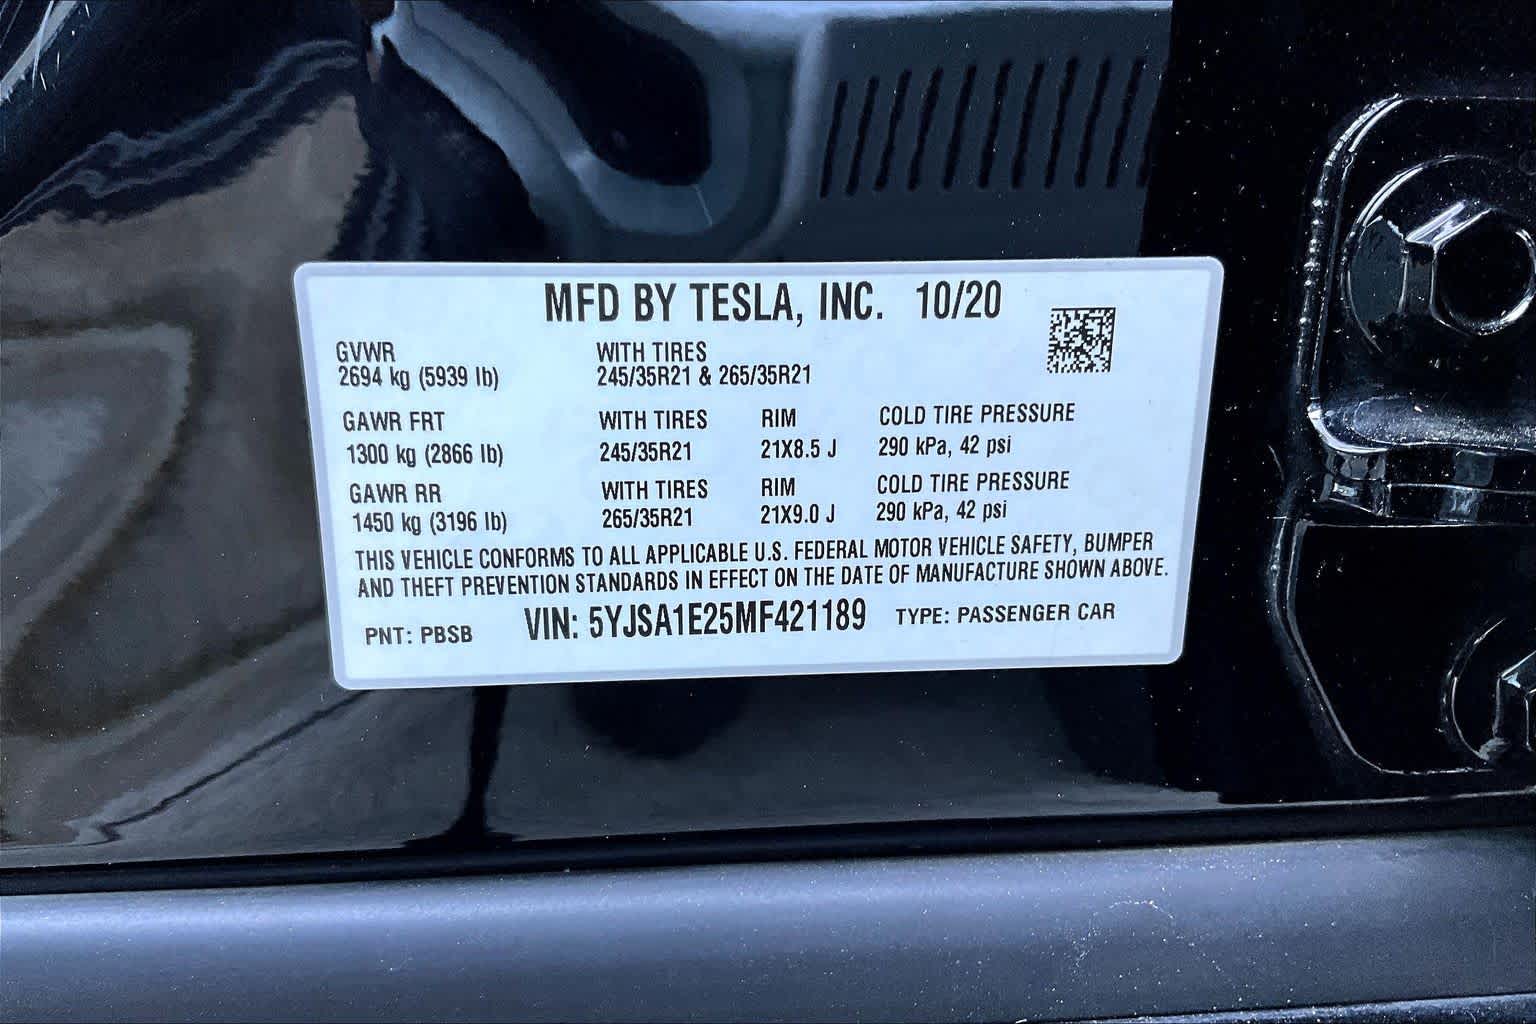 MFD BY TESLA, INC. 10/20
GVWR WITH TIRES
2694 kg (5939 lb) 245/35R21 & 265/35R21
GAWR FRT WITH TIRES RIM COLD TIRE PRESSURE
1300 kg (2866 lb) 245/35R21 21X8.5 J 290 kPa, 42 psi
GAWR RR WITH TIRES RIM COLD TIRE PRESSURE
1450 kg (3196 lb) 265/35R21 21X9.0 J 290 kPa, 42 psi
THIS VEHICLE CONFORMS TO ALL APPLICABLE U.S. FEDERAL MOTOR VEHICLE SAFETY, BUMPER
AND THEFT PREVENTION STANDARDS IN EFFECT ON THE DATE OF MANUFACTURE SHOWN ABOVE.
PNT: PBSB VIN: 5YJSA1E25MF421189 TYPE: PASSENGER CAR